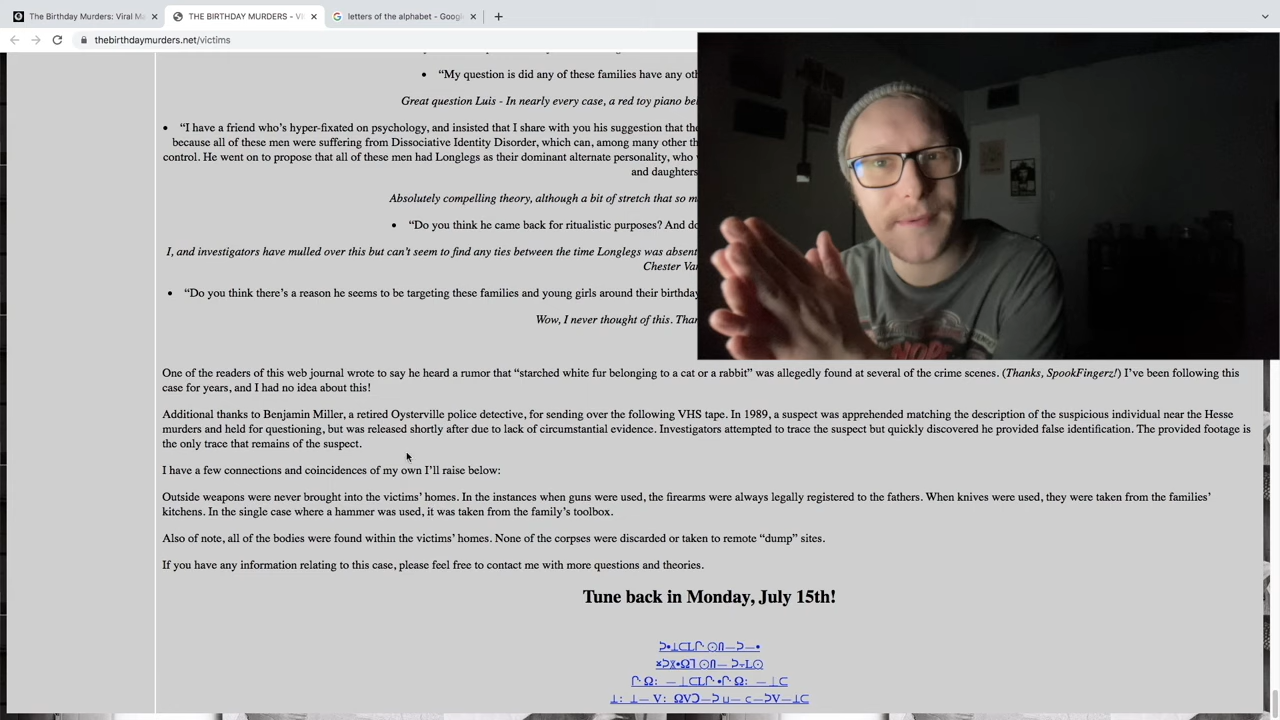 The Birthday Murders: Viral Ma
THE BIRTHDAY MURDERS - Vi
letters of the alphabet - Google
thebirthdaymurders.net/victims
• “My question is did any of these families have any oth
Great question Luis - In nearly every case, a red toy piano be
• “I have a friend who’s hyper-fixated on psychology, and insisted that I share with you his suggestion that the
because all of these men were suffering from Dissociative Identity Disorder, which can, among many other th
control. He went on to propose that all of these men had Longlegs as their dominant alternate personality, who
and daughters
Absolutely compelling theory, although a bit of stretch that so m
• “Do you think he came back for ritualistic purposes? And do
I, and investigators have mulled over this but can’t seem to find any ties between the time Longlegs was absent
Chester Van
• “Do you think there’s a reason he seems to be targeting these families and young girls around their birthday
Wow, I never thought of this. Than
One of the readers of this web journal wrote to say he heard a rumor that “starched white fur belonging to a cat or a rabbit” was allegedly found at several of the crime scenes. (Thanks, SpookFingerz!) I’ve been following this
case for years, and I had no idea about this!
Additional thanks to Benjamin Miller, a retired Oysterville police detective, for sending over the following VHS tape. In 1989, a suspect was apprehended matching the description of the suspicious individual near the Hesse
murders and held for questioning, but was released shortly after due to lack of circumstantial evidence. Investigators attempted to trace the suspect but quickly discovered he provided false identification. The provided footage is
the only trace that remains of the suspect.
I have a few connections and coincidences of my own I’ll raise below:
Outside weapons were never brought into the victims’ homes. In the instances when guns were used, the firearms were always legally registered to the fathers. When knives were used, they were taken from the families’
kitchens. In the single case where a hammer was used, it was taken from the family’s toolbox.
Also of note, all of the bodies were found within the victims’ homes. None of the corpses were discarded or taken to remote “dump” sites.
If you have any information relating to this case, please feel free to contact me with more questions and theories.
Tune back in Monday, July 15th!